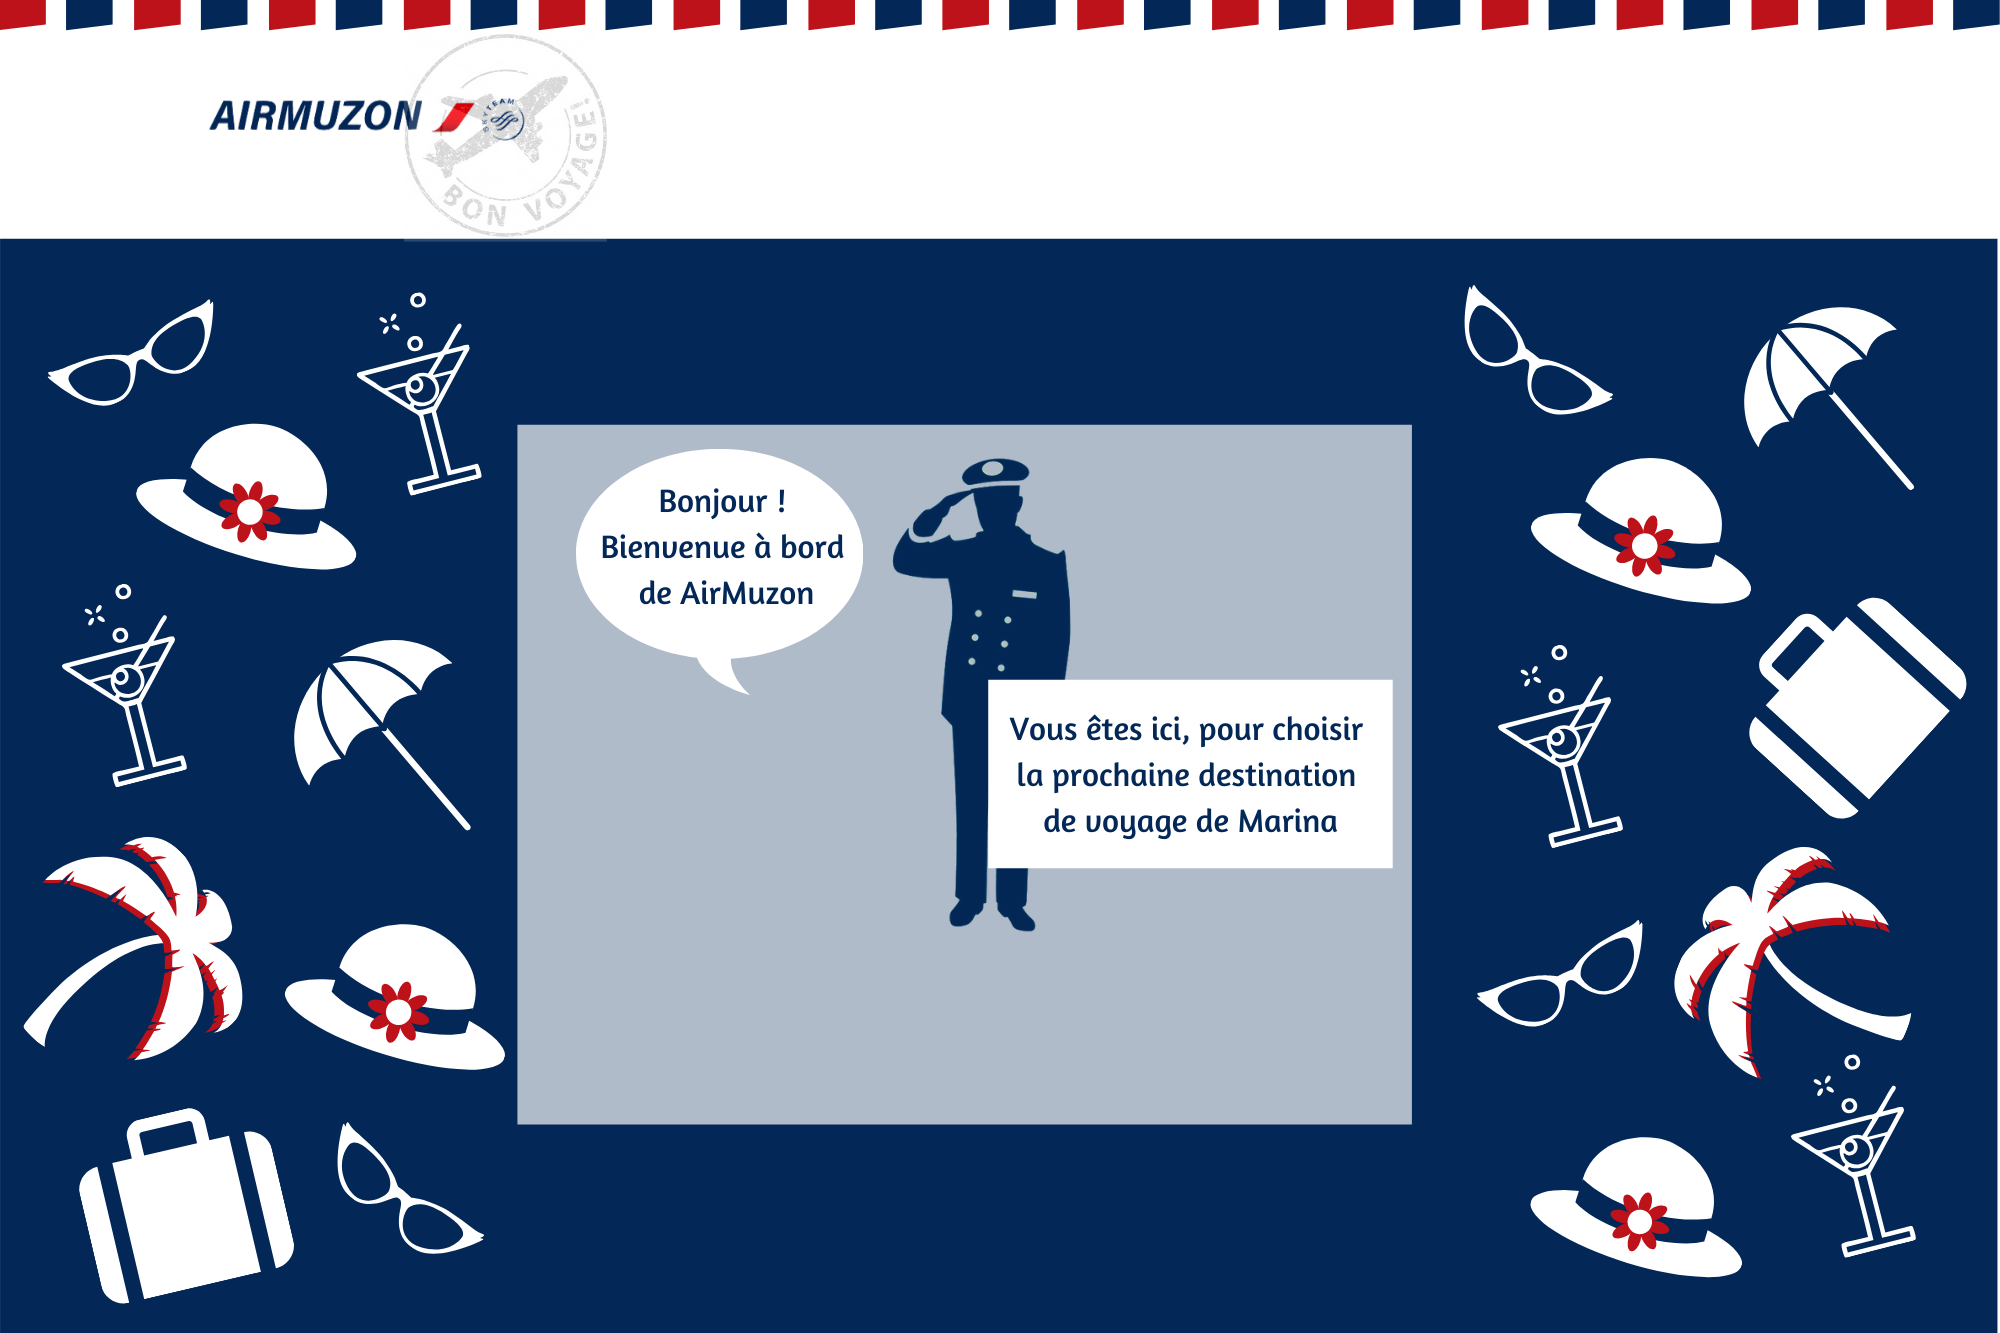 AIRMUZON
SKYTEAM
BON VOYAGE!
Bonjour !
Bienvenue à bord
de AirMuzon
Vous êtes ici, pour choisir
la prochaine destination
de voyage de Marina